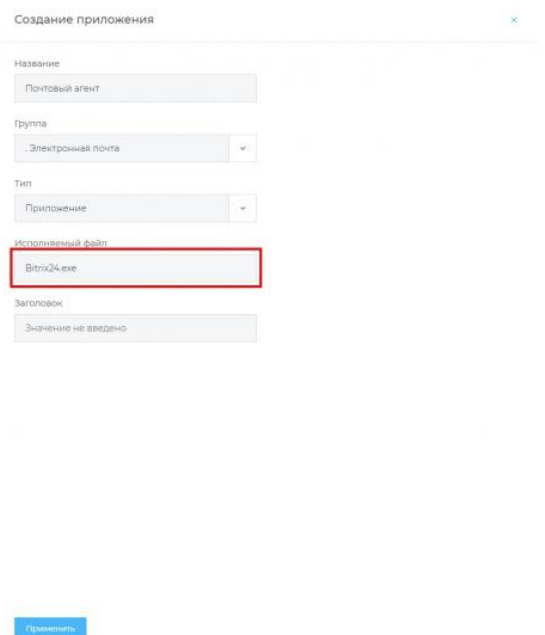 Создание приложения
Название
Почтовый агент
Группа
. Электронная почта
Тип
Приложение
Исполняемый файл
Bitrix24.exe
Заголовок
Значение не введено
Применить